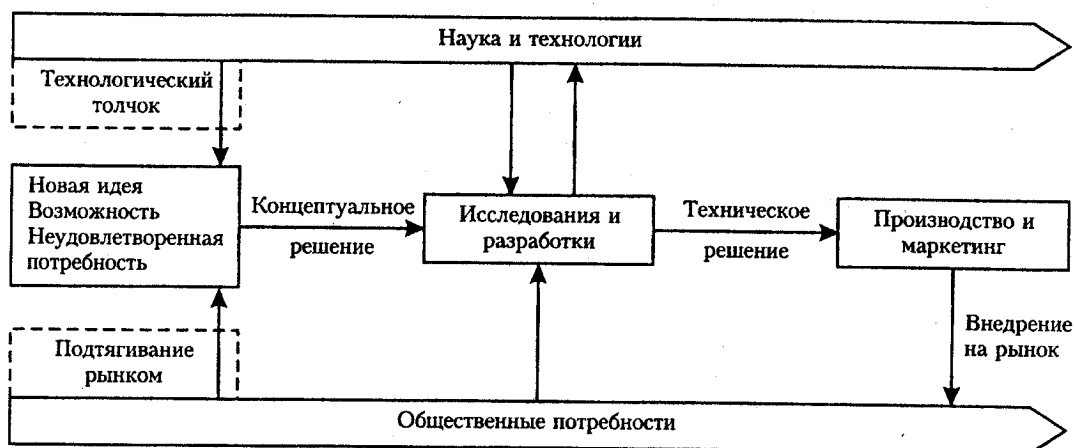 Наука и технологии
Технологический
толчок
Новая идея
Возможность
Неудовлетворенная
потребность
Концептуальное
решение
Исследования и
разработки
Техническое
решение
Производство и
маркетинг
Внедрение
на рынок
Подтягивание
рынком
Общественные потребности